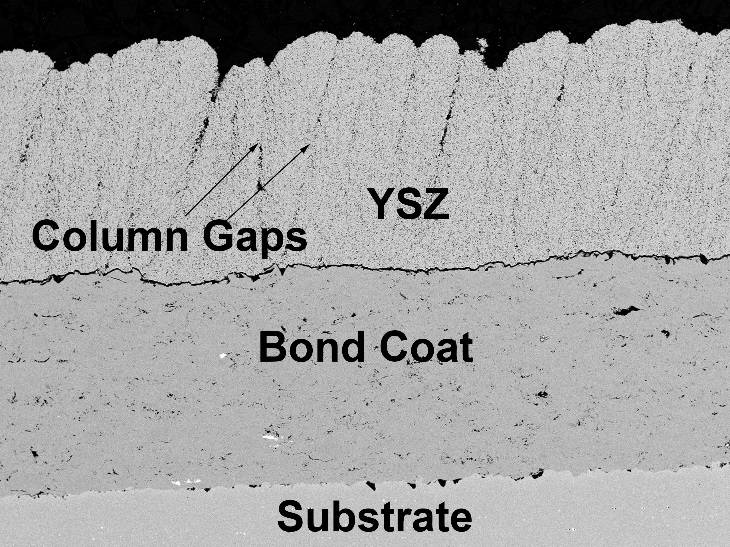 YSZ
Column Gaps
Bond Coat
Substrate